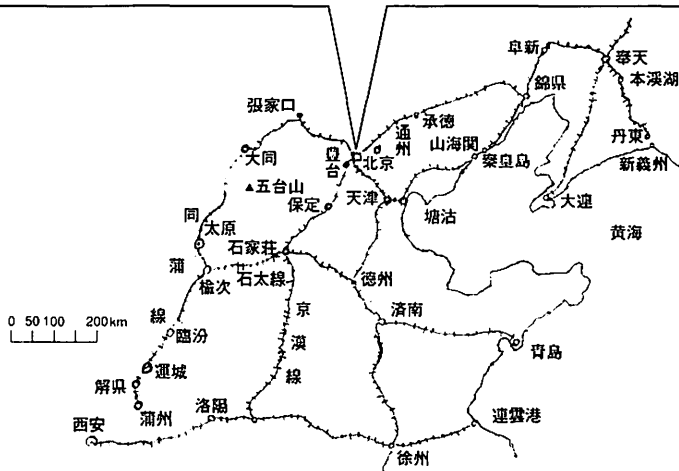 阜新
奉天
本渓湖
錦県
張家口
承徳
通州
山海関
秦皇島
丹東
新義州
大同
豊台
北京
五台山
保定
天津
塘沽
大連
黄海
同蒲線
太原
石家荘
石太線
楡次
徳州
済南
京漢線
0 50 100 200km
臨汾
青島
運城
解県
蒲州
洛陽
西安
連雲港
徐州